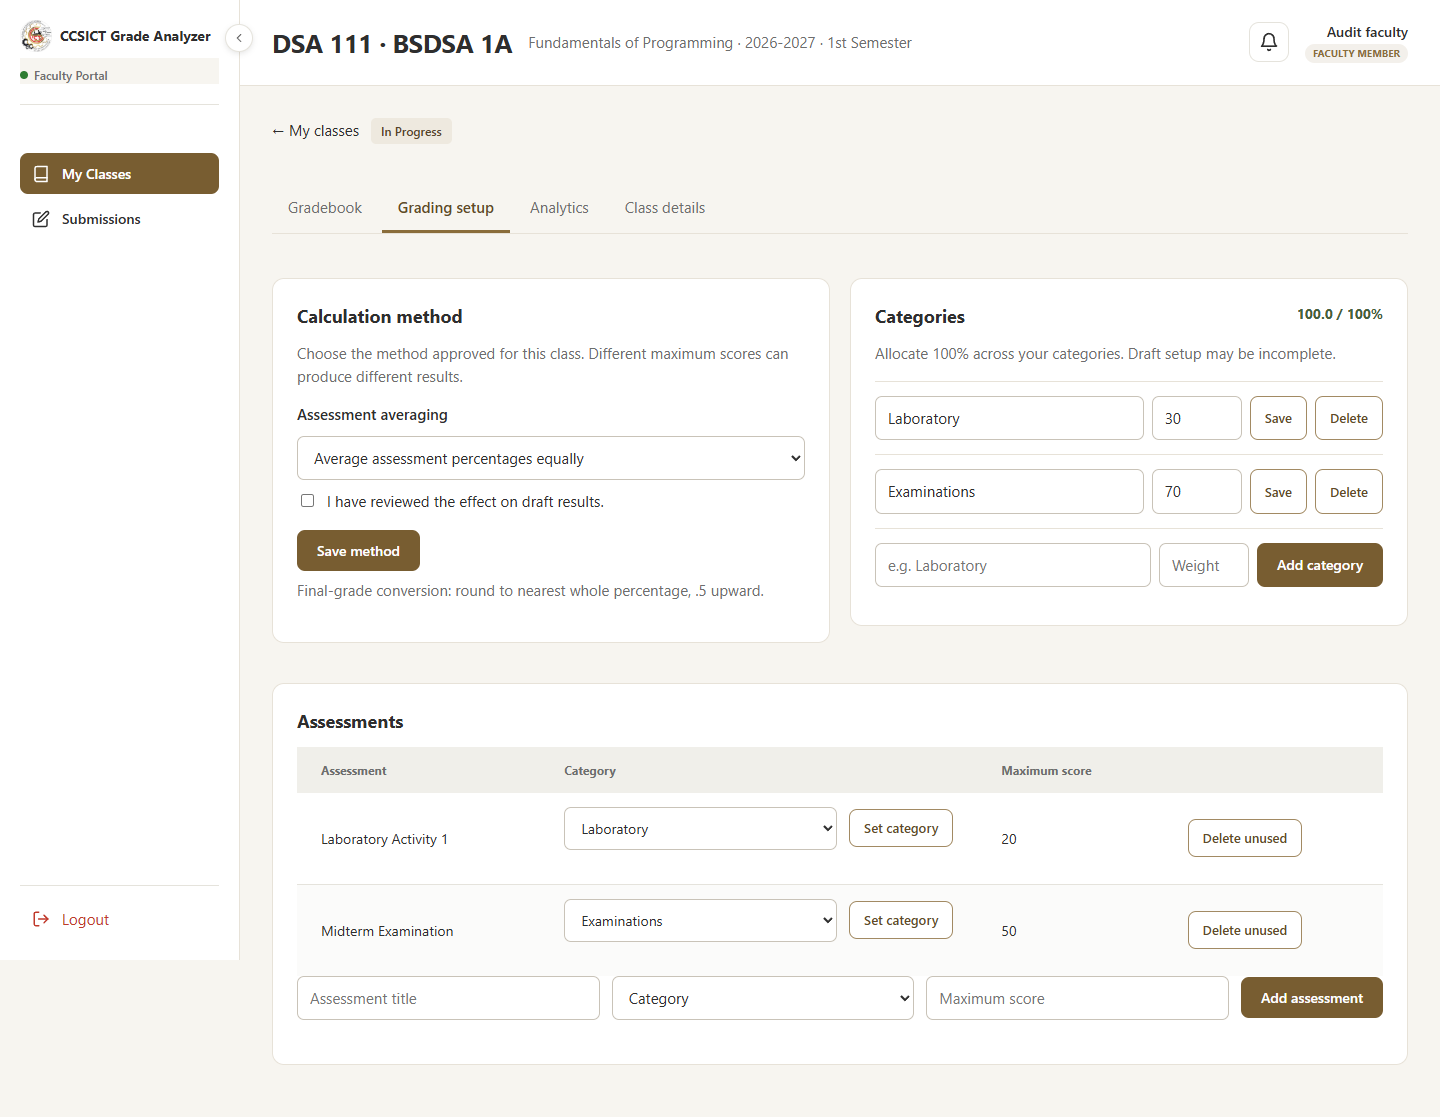 CCSICT Grade Analyzer
Faculty Portal
My Classes
Submissions
Logout
DSA 111 · BSDSA 1A
Fundamentals of Programming · 2026-2027 · 1st Semester
Audit faculty
FACULTY MEMBER
← My classes
In Progress
Gradebook
Grading setup
Analytics
Class details
Calculation method
Choose the method approved for this class. Different maximum scores can
produce different results.
Assessment averaging
Average assessment percentages equally
I have reviewed the effect on draft results.
Save method
Final-grade conversion: round to nearest whole percentage, .5 upward.
Categories
100.0 / 100%
Allocate 100% across your categories. Draft setup may be incomplete.
Laboratory 30 Save Delete
Examinations 70 Save Delete
e.g. Laboratory Weight Add category
Assessments
Assessment Category Maximum score
Laboratory Activity 1 Laboratory Set category 20 Delete unused
Midterm Examination Examinations Set category 50 Delete unused
Assessment title Category Maximum score Add assessment